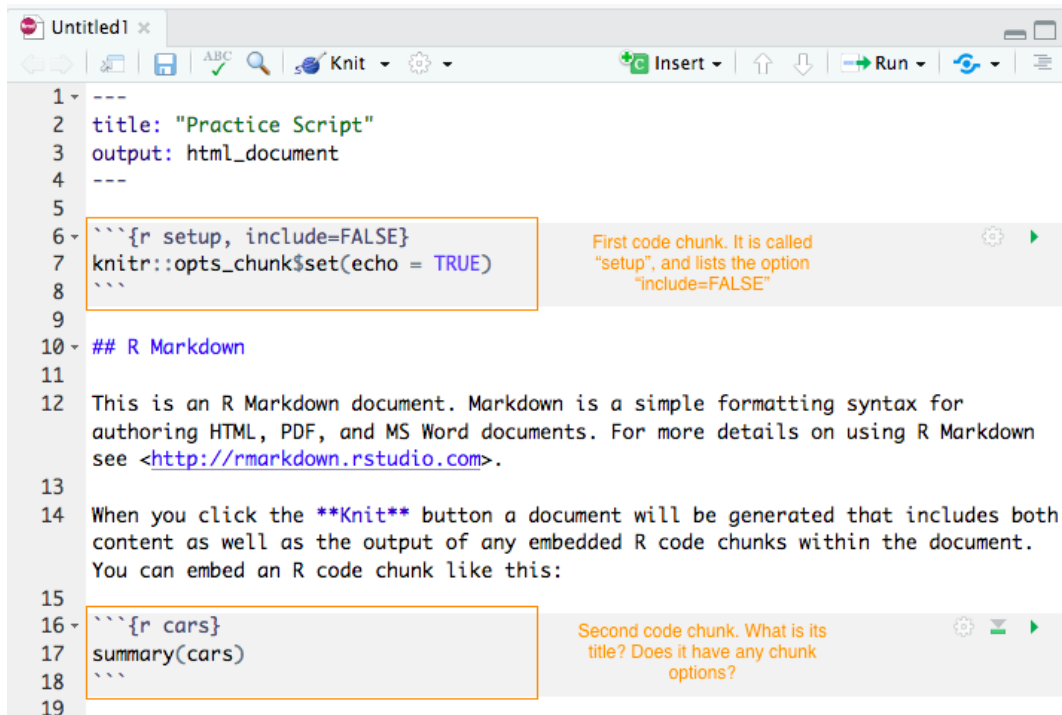 Untitled1
ABC Knit Insert Run
1 ---
2 title: "Practice Script"
3 output: html_document
4 ---
5
6 ```{r setup, include=FALSE}
First code chunk. It is called
7 knitr::opts_chunk$set(echo = TRUE)
“setup”, and lists the option
8 ```
“include=FALSE”
9
10 ## R Markdown
11
12 This is an R Markdown document. Markdown is a simple formatting syntax for
authoring HTML, PDF, and MS Word documents. For more details on using R Markdown
see <http://rmarkdown.rstudio.com>.
13
14 When you click the **Knit** button a document will be generated that includes both
content as well as the output of any embedded R code chunks within the document.
You can embed an R code chunk like this:
15
16 ```{r cars}
Second code chunk. What is its
17 summary(cars)
title? Does it have any chunk
18 ```
options?
19